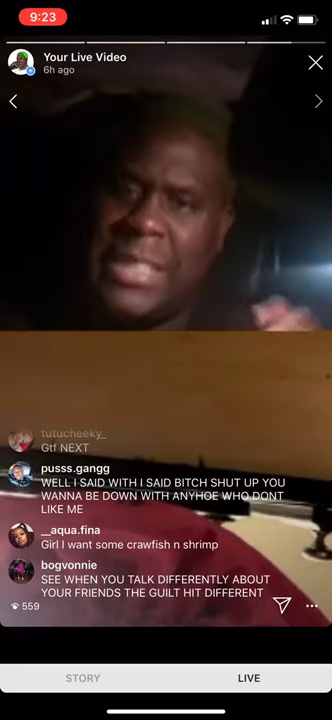 9:23
Your Live Video
6h ago
tutucheeky_
Gtf NEXT
pusss.gangg
WELL I SAID WITH I SAID BITCH SHUT UP YOU
WANNA BE DOWN WITH ANYHOE WHO DONT
LIKE ME
__aqua.fina
Girl I want some crawfish n shrimp
bogvonnie
SEE WHEN YOU TALK DIFFERENTLY ABOUT
YOUR FRIENDS THE GUILT HIT DIFFERENT
559
STORY
LIVE